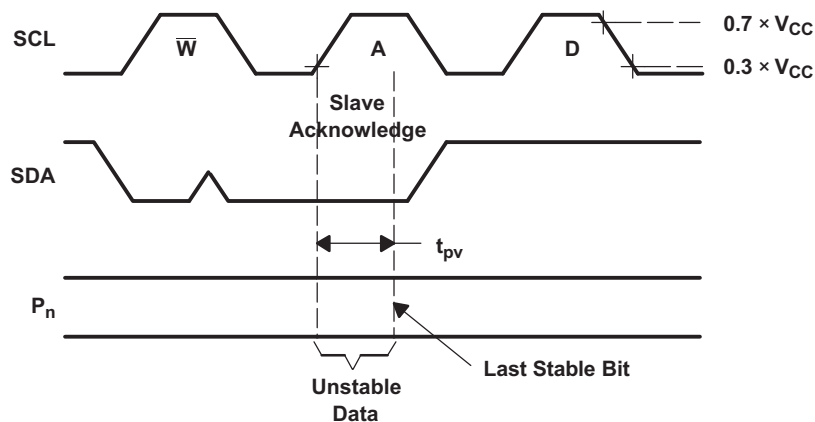 SCL
W̅
A
D
0.7 × VCC
0.3 × VCC
Slave
Acknowledge
SDA
tpv
Pn
Last Stable Bit
Unstable
Data